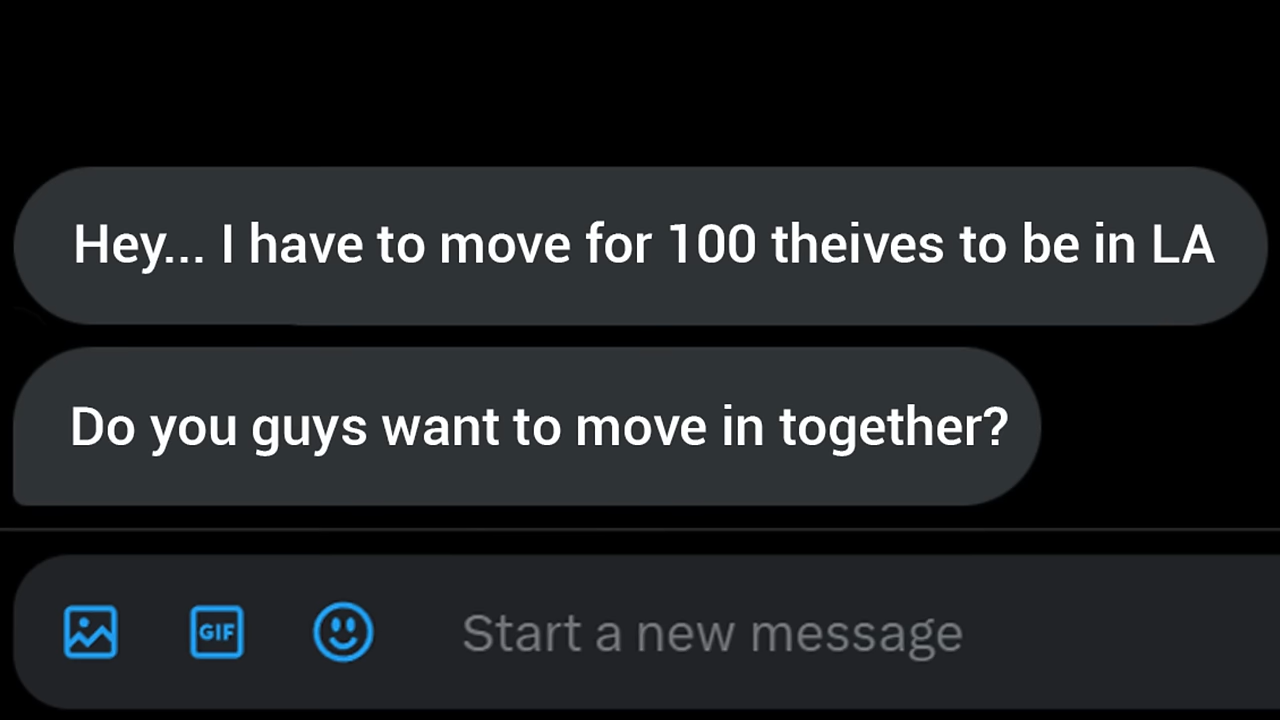 Hey... I have to move for 100 theives to be in LA
Do you guys want to move in together?
GIF
Start a new message